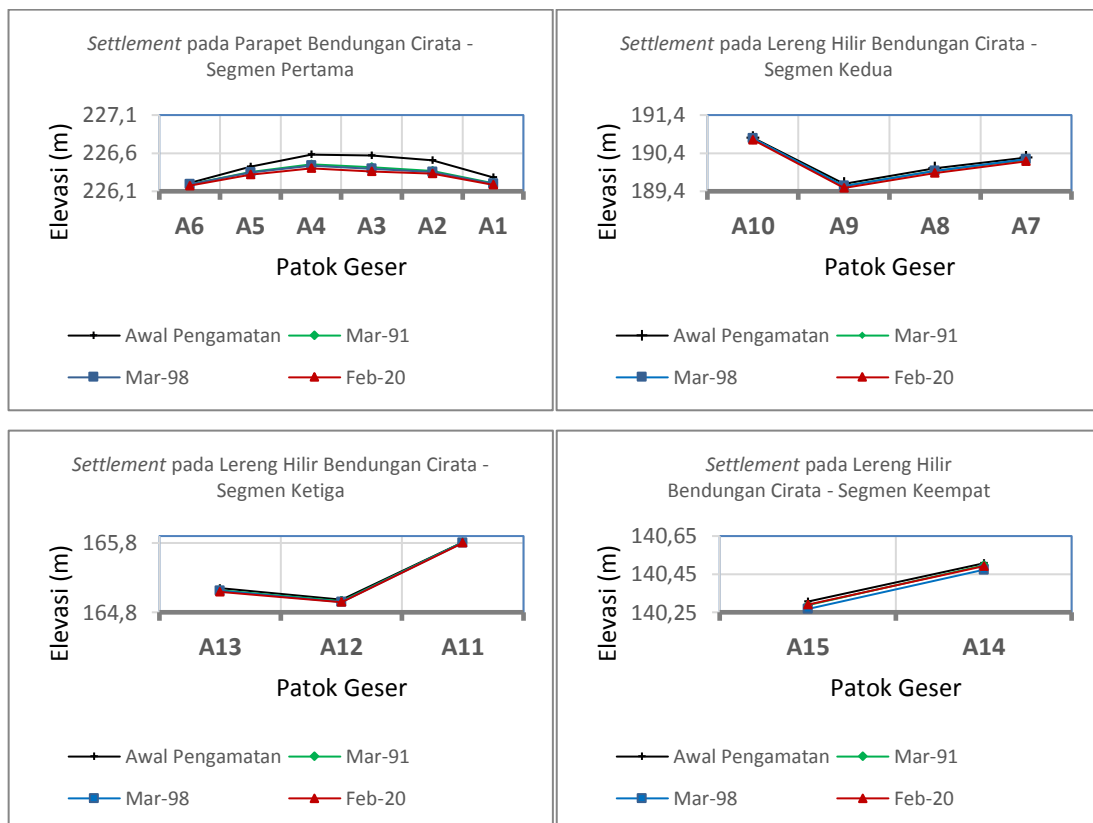 Settlement pada Parapet Bendungan Cirata -
Segmen Pertama
Elevasi (m)
227,1
226,6
226,1
A6 A5 A4 A3 A2 A1
Patok Geser
Awal Pengamatan Mar-91
Mar-98 Feb-20
Settlement pada Lereng Hilir Bendungan Cirata -
Segmen Kedua
Elevasi (m)
191,4
190,4
189,4
A10 A9 A8 A7
Patok Geser
Awal Pengamatan Mar-91
Mar-98 Feb-20
Settlement pada Lereng Hilir Bendungan Cirata -
Segmen Ketiga
Elevasi (m)
165,8
164,8
A13 A12 A11
Patok Geser
Awal Pengamatan Mar-91
Mar-98 Feb-20
Settlement pada Lereng Hilir
Bendungan Cirata - Segmen Keempat
Elevasi (m)
140,65
140,45
140,25
A15 A14
Patok Geser
Awal Pengamatan Mar-91
Mar-98 Feb-20